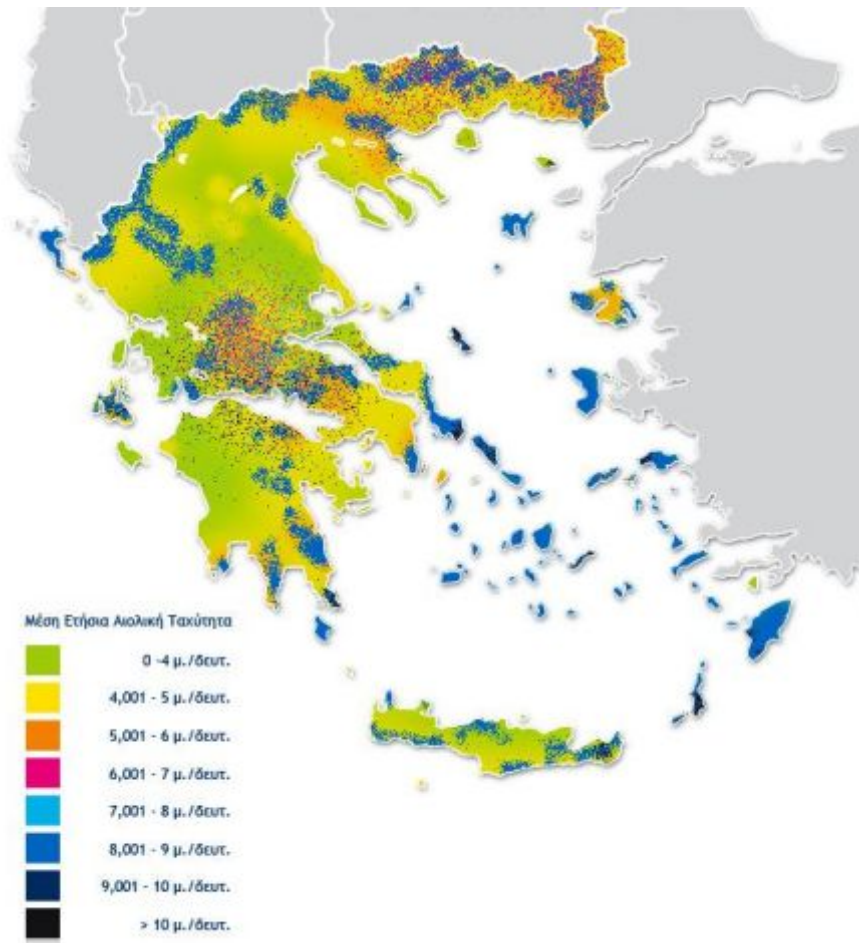 Μέση Ετήσια Αιολική Ταχύτητα
0 -4 μ./δευτ.
4,001 - 5 μ./δευτ.
5,001 - 6 μ./δευτ.
6,001 - 7 μ./δευτ.
7,001 - 8 μ./δευτ.
8,001 - 9 μ./δευτ.
9,001 - 10 μ./δευτ.
> 10 μ./δευτ.